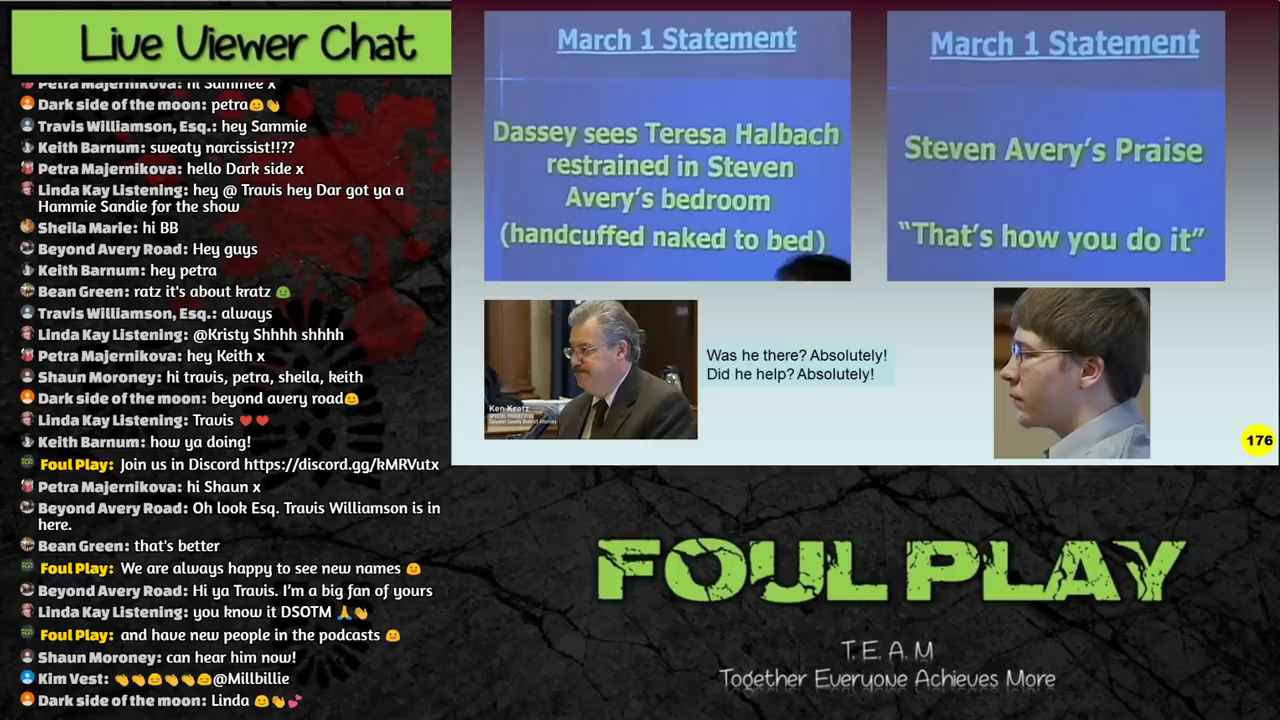 Live Viewer Chat
Petra Majernikova: hi Sammee x
Dark side of the moon: petra😊👏
Travis Williamson, Esq.: hey Sammie
Keith Barnum: sweaty narcissist!!??
Petra Majernikova: hello Dark side x
Linda Kay Listening: hey @ Travis hey Dar got ya a
Hammie Sandie for the show
Sheila Marie: hi BB
Beyond Avery Road: Hey guys
Keith Barnum: hey petra
Bean Green: ratz it's about kratz 🤢
Travis Williamson, Esq.: always
Linda Kay Listening: @Kristy Shhhh shhhh
Petra Majernikova: hey Keith x
Shaun Moroney: hi travis, petra, sheila, keith
Dark side of the moon: beyond avery road😊
Linda Kay Listening: Travis ♥️♥️
Keith Barnum: how ya doing!
Foul Play: Join us in Discord https://discord.gg/kMRVutx
Petra Majernikova: hi Shaun x
Beyond Avery Road: Oh look Esq. Travis Williamson is in
here.
Bean Green: that's better
Foul Play: We are always happy to see new names 🙂
Beyond Avery Road: Hi ya Travis. I'm a big fan of yours
Linda Kay Listening: you know it DSOTM 🙏👏
Foul Play: and have new people in the podcasts 🙂
Shaun Moroney: can hear him now!
Kim Vest: 👏👏😊👏👏😊@Millbillie
Dark side of the moon: Linda 😊👏💕
March 1 Statement
Dassey sees Teresa Halbach
restrained in Steven
Avery's bedroom
(handcuffed naked to bed)
March 1 Statement
Steven Avery's Praise
"That's how you do it"
Ken Kratz
Was he there? Absolutely!
Did he help? Absolutely!
176
FOUL PLAY
T.E.A.M
Together Everyone Achieves More